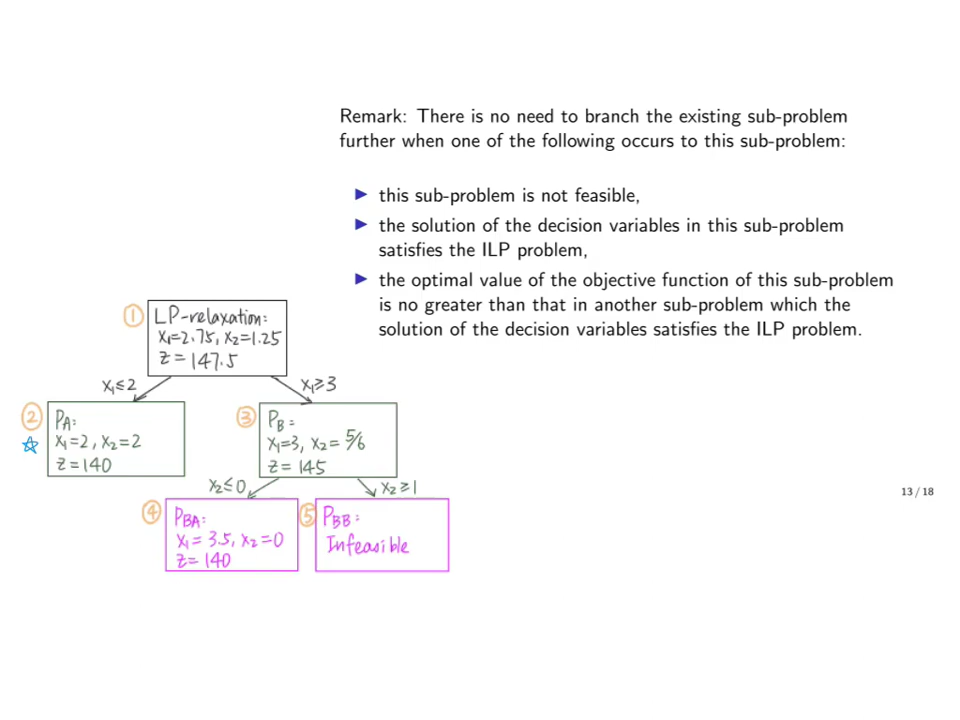 Remark: There is no need to branch the existing sub-problem
further when one of the following occurs to this sub-problem:
▶ this sub-problem is not feasible,
▶ the solution of the decision variables in this sub-problem
satisfies the ILP problem,
▶ the optimal value of the objective function of this sub-problem
is no greater than that in another sub-problem which the
solution of the decision variables satisfies the ILP problem.
① LP-relaxation:
x₁=2.75, x₂=1.25
z = 147.5
x₁≤2
x₁≥3
② PA:
x₁=2, x₂=2
z = 140
③ PB:
x₁=3, x₂= 5/6
z = 145
x₂≤0
x₂≥1
④ PBA:
x₁= 3.5, x₂=0
z= 140
⑤ PBB:
Infeasible
13 / 18